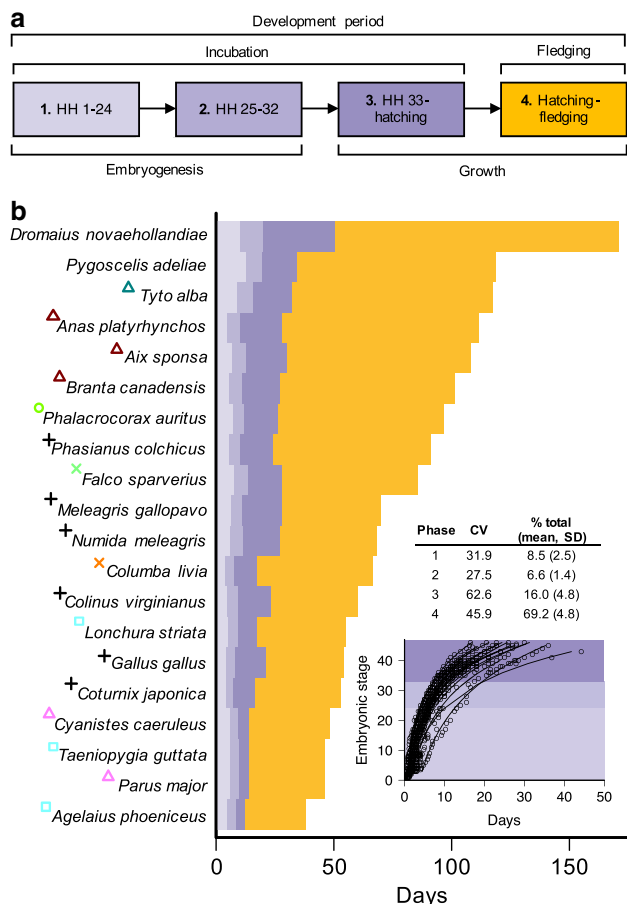 a
Development period
Incubation
Fledging
1. HH 1-24
2. HH 25-32
3. HH 33-
hatching
4. Hatching-
fledging
Embryogenesis
Growth
b
Dromaius novaehollandiae
Pygoscelis adeliae
Tyto alba
Anas platyrhynchos
Aix sponsa
Branta canadensis
Phalacrocorax auritus
Phasianus colchicus
Falco sparverius
Meleagris gallopavo
Numida meleagris
Columba livia
Colinus virginianus
Lonchura striata
Gallus gallus
Coturnix japonica
Cyanistes caeruleus
Taeniopygia guttata
Parus major
Agelaius phoeniceus
0 50 100 150
Days
Phase CV % total
(mean, SD)
1 31.9 8.5 (2.5)
2 27.5 6.6 (1.4)
3 62.6 16.0 (4.8)
4 45.9 69.2 (4.8)
Embryonic stage
40
30
20
10
0
0 10 20 30 40 50
Days